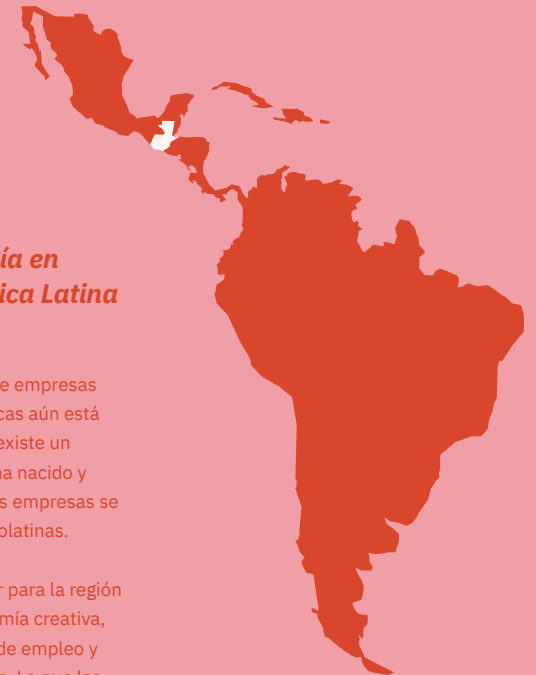 ía en
ica Latina
e empresas
cas aún está
existe un
na nacido y
s empresas se
olatinas.
r para la región
mía creativa,
de empleo y